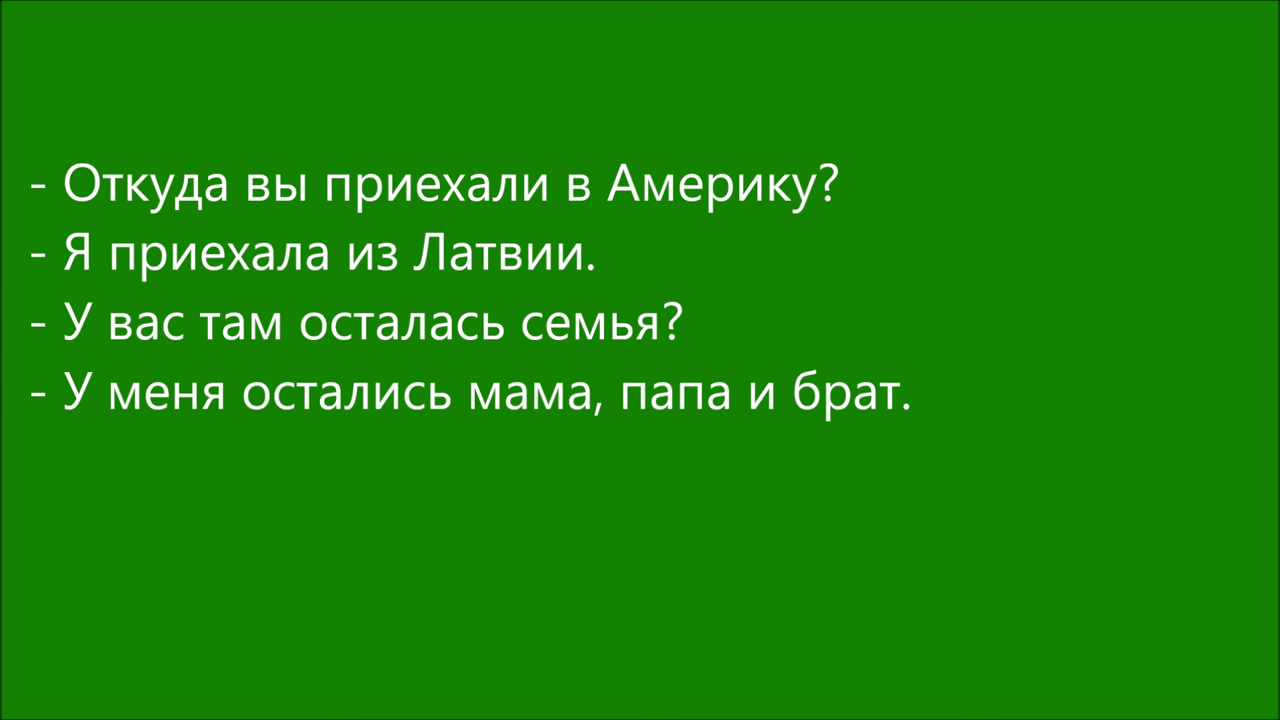 - Откуда вы приехали в Америку?
- Я приехала из Латвии.
- У вас там осталась семья?
- У меня остались мама, папа и брат.